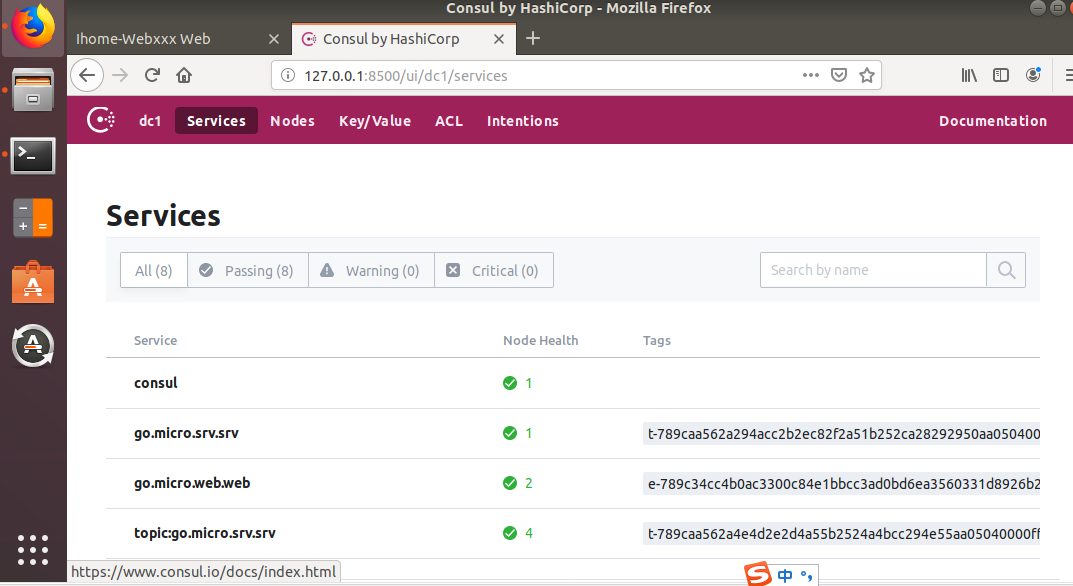 Consul by HashiCorp - Mozilla Firefox
Ihome-Webxxx Web
Consul by HashiCorp
127.0.0.1:8500/ui/dc1/services
dc1 Services Nodes Key/Value ACL Intentions Documentation
Services
All (8) Passing (8) Warning (0) Critical (0) Search by name
Service Node Health Tags
consul 1
go.micro.srv.srv 1 t-789caa562a294acc2b2ec82f2a51b252ca28292950aa050400
go.micro.web.web 2 e-789c34cc4b0ac3300c84e1bbcc3ad0bd6ea3560331d8926b2
topic:go.micro.srv.srv 4 t-789caa562a4e4d2e2d4a55b2524a4bcc294e55aa05040000ff
https://www.consul.io/docs/index.html
S 中 °,